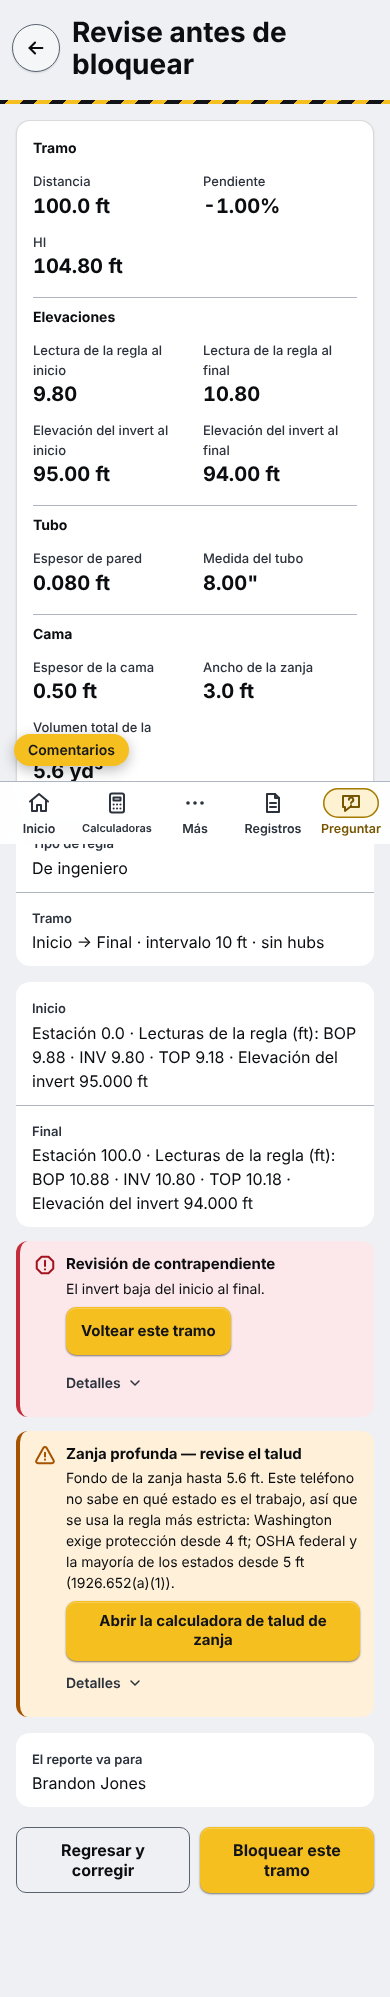 Revise antes de
bloquear
Tramo
Distancia
Pendiente
100.0 ft
-1.00%
HI
104.80 ft
Elevaciones
Lectura de la regla al
inicio
Lectura de la regla al
final
9.80
10.80
Elevación del invert al
inicio
Elevación del invert al
final
95.00 ft
94.00 ft
Tubo
Espesor de pared
Medida del tubo
0.080 ft
8.00"
Cama
Espesor de la cama
Ancho de la zanja
0.50 ft
3.0 ft
Volumen total de la
Comentarios
5.6 yd³
Inicio
Calculadoras
Más
Registros
Preguntar
Tipo de regla
De ingeniero
Tramo
Inicio → Final · intervalo 10 ft · sin hubs
Inicio
Estación 0.0 · Lecturas de la regla (ft): BOP
9.88 · INV 9.80 · TOP 9.18 · Elevación del
invert 95.000 ft
Final
Estación 100.0 · Lecturas de la regla (ft):
BOP 10.88 · INV 10.80 · TOP 10.18 ·
Elevación del invert 94.000 ft
Revisión de contrapendiente
El invert baja del inicio al final.
Voltear este tramo
Detalles
Zanja profunda — revise el talud
Fondo de la zanja hasta 5.6 ft. Este teléfono
no sabe en qué estado es el trabajo, así que
se usa la regla más estricta: Washington
exige protección desde 4 ft; OSHA federal y
la mayoría de los estados desde 5 ft
(1926.652(a)(1)).
Abrir la calculadora de talud de
zanja
Detalles
El reporte va para
Brandon Jones
Regresar y
corregir
Bloquear este
tramo